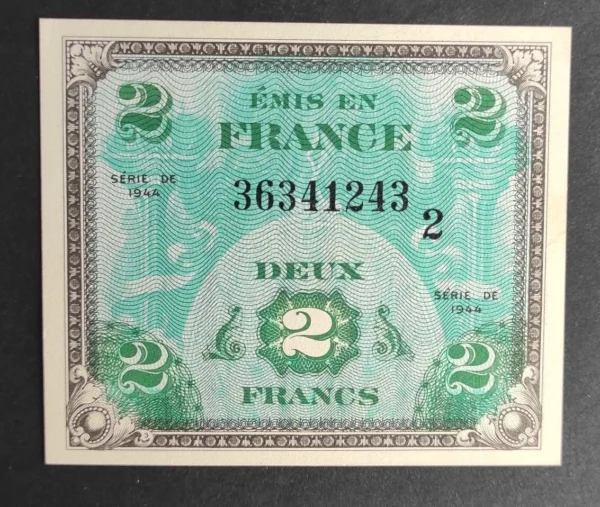 2 ÉMIS EN 2
FRANCE
SÉRIE DE
1944
36341243 2
DEUX
SÉRIE DE
1944
2 2 2
FRANCS